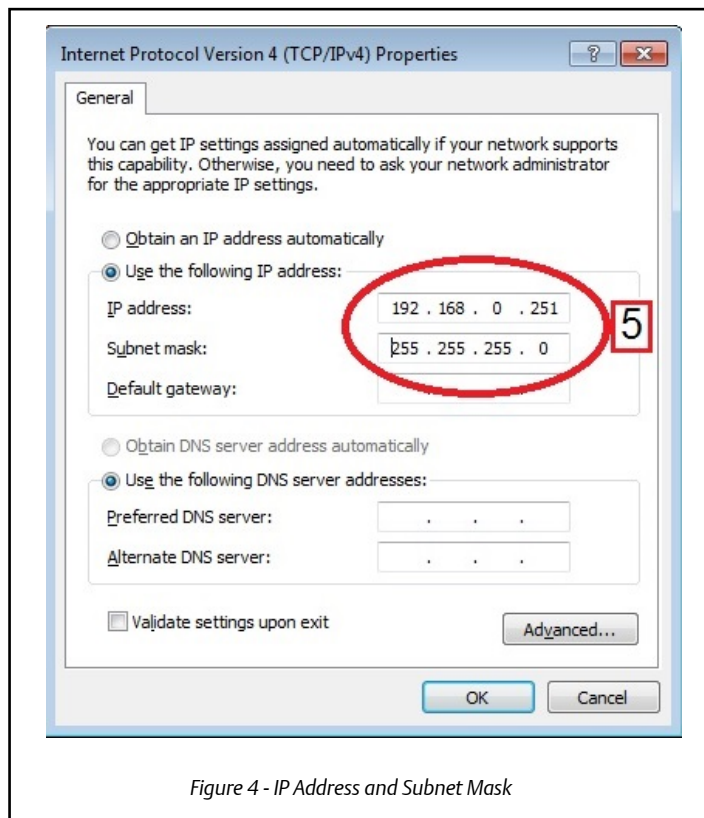 Internet Protocol Version 4 (TCP/IPv4) Properties
General
You can get IP settings assigned automatically if your network supports
this capability. Otherwise, you need to ask your network administrator
for the appropriate IP settings.
Obtain an IP address automatically
Use the following IP address:
IP address: 192 . 168 . 0 . 251
Subnet mask: 255 . 255 . 255 . 0
5
Default gateway:
Obtain DNS server address automatically
Use the following DNS server addresses:
Preferred DNS server: . . .
Alternate DNS server: . . .
Validate settings upon exit
Advanced...
OK Cancel
Figure 4 - IP Address and Subnet Mask